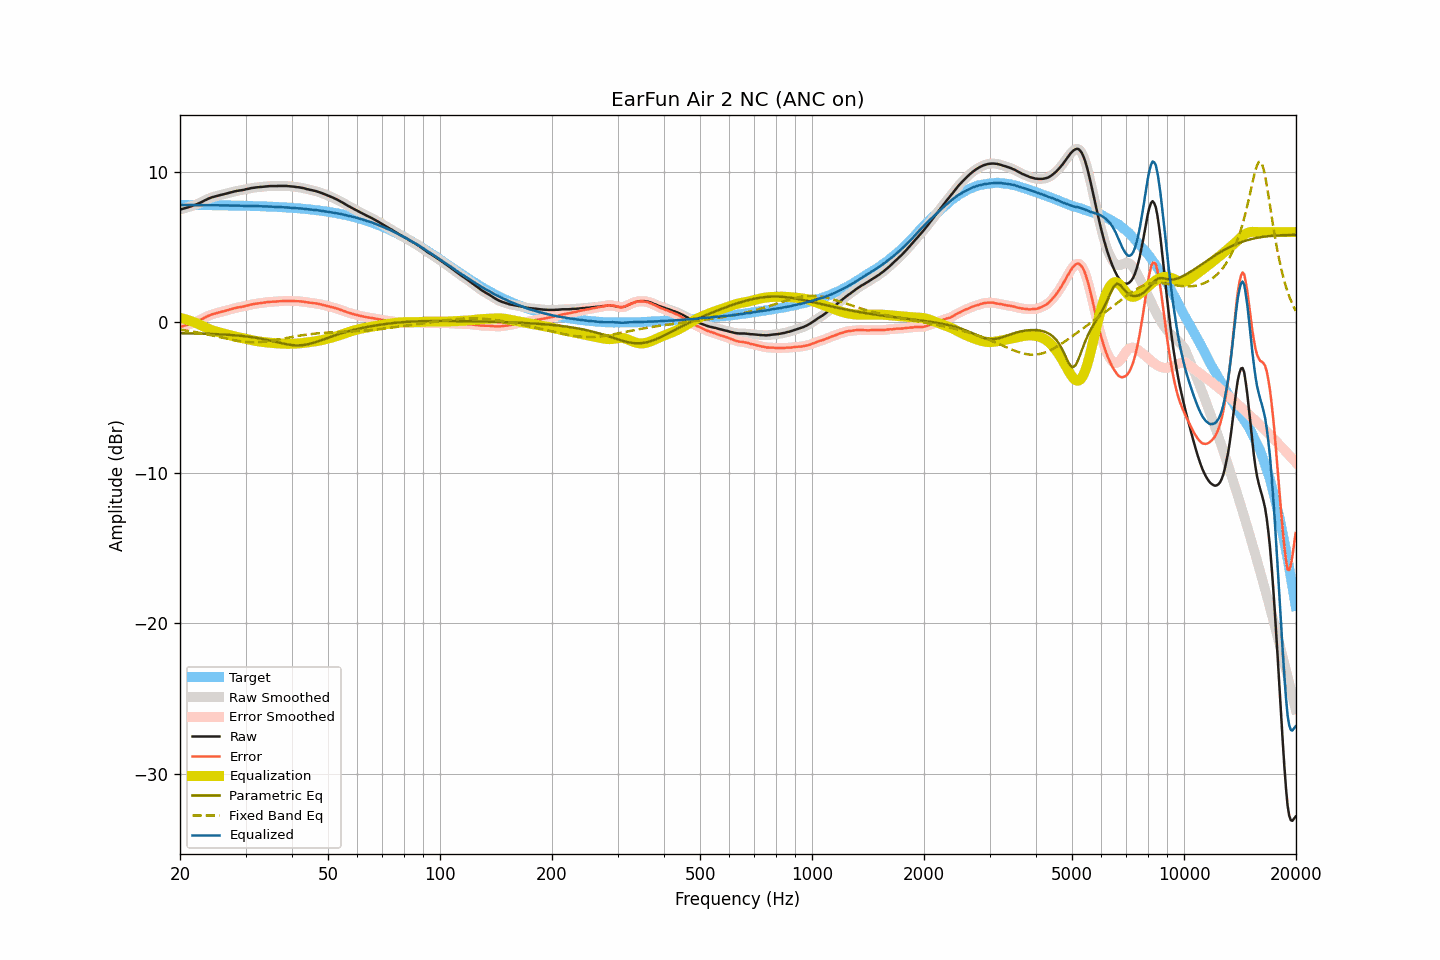 EarFun Air 2 NC (ANC on)
10
0
−10
−20
−30
Amplitude (dBr)
Target
Raw Smoothed
Error Smoothed
Raw
Error
Equalization
Parametric Eq
Fixed Band Eq
Equalized
20 50 100 200 500 1000 2000 5000 10000 20000
Frequency (Hz)